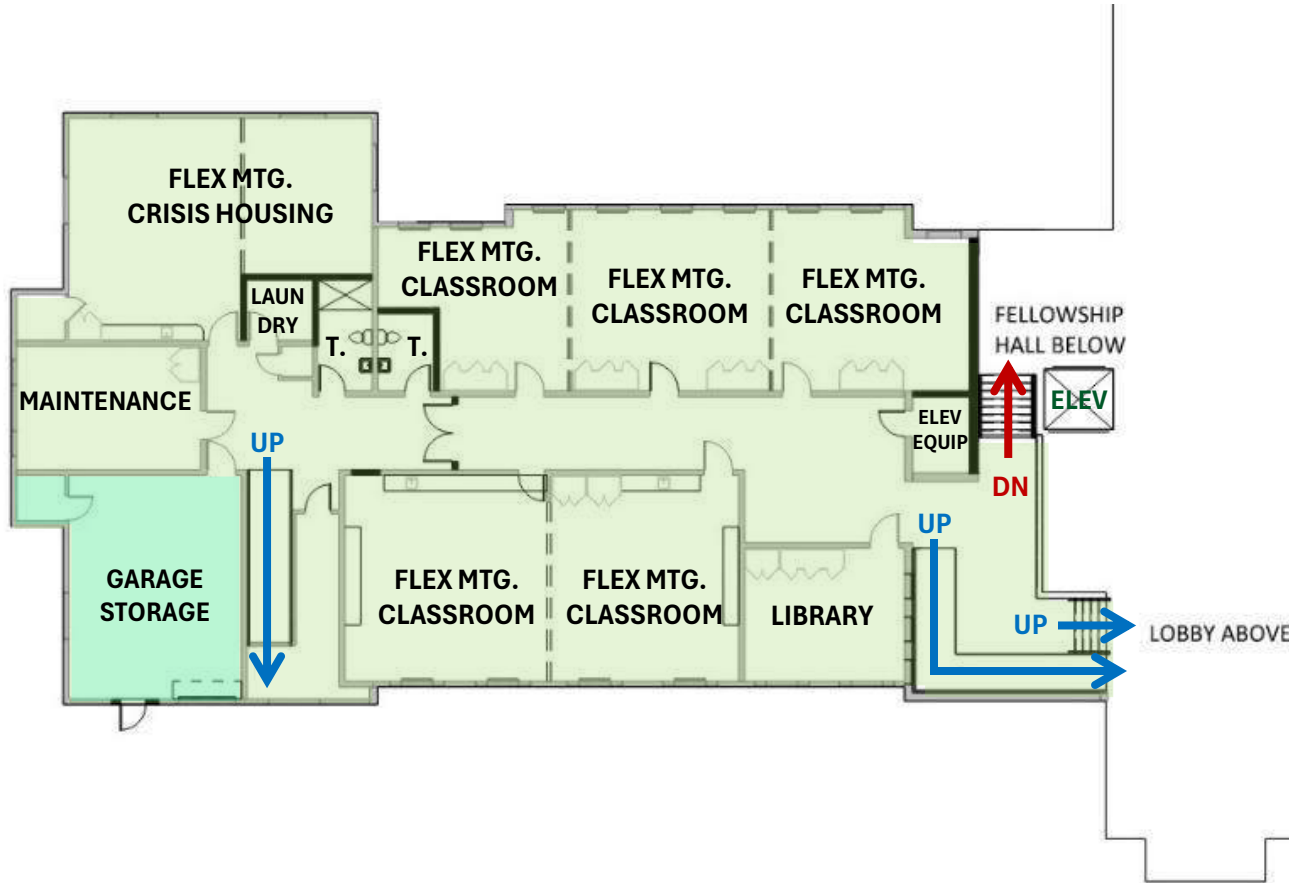 FLEX MTG.
CRISIS HOUSING
FLEX MTG.
CLASSROOM
FLEX MTG.
CLASSROOM
FLEX MTG.
CLASSROOM
LAUN
DRY
T.
T.
FELLOWSHIP
HALL BELOW
MAINTENANCE
ELEV
ELEV
EQUIP
UP
DN
UP
GARAGE
STORAGE
FLEX MTG.
CLASSROOM
FLEX MTG.
CLASSROOM
LIBRARY
UP
LOBBY ABOVE